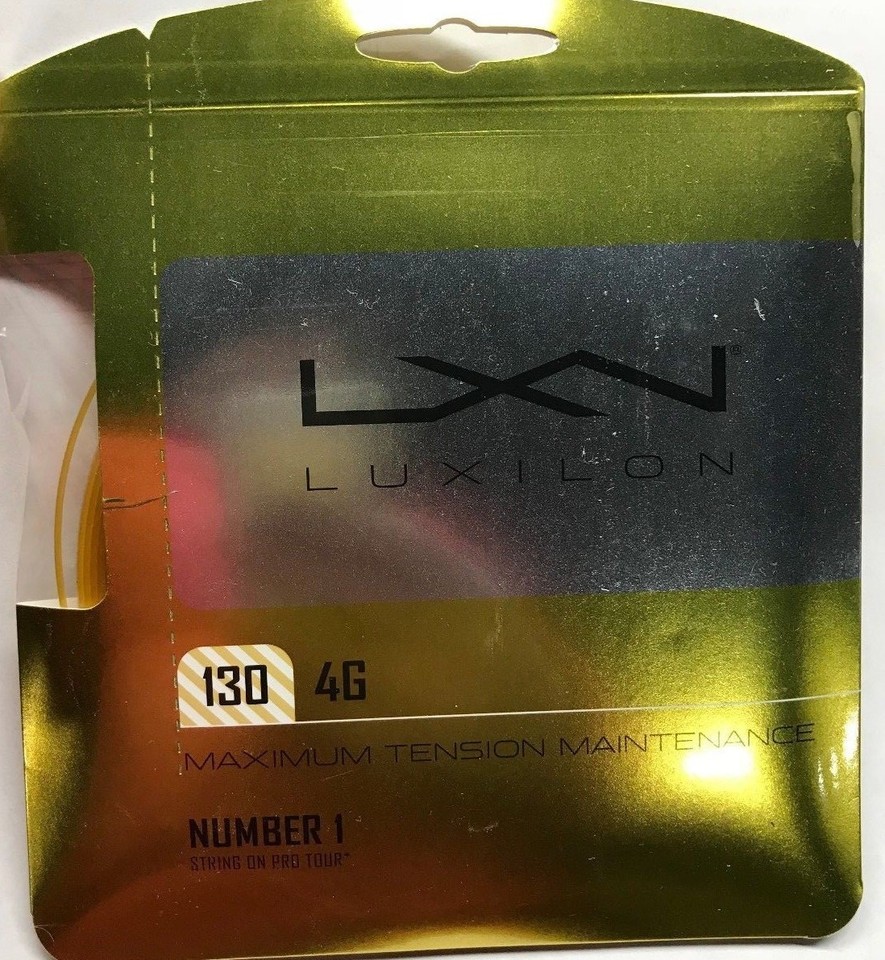 LXN®
LUXILON
130 4G
MAXIMUM TENSION MAINTENANCE
NUMBER 1
STRING ON PRO TOUR*